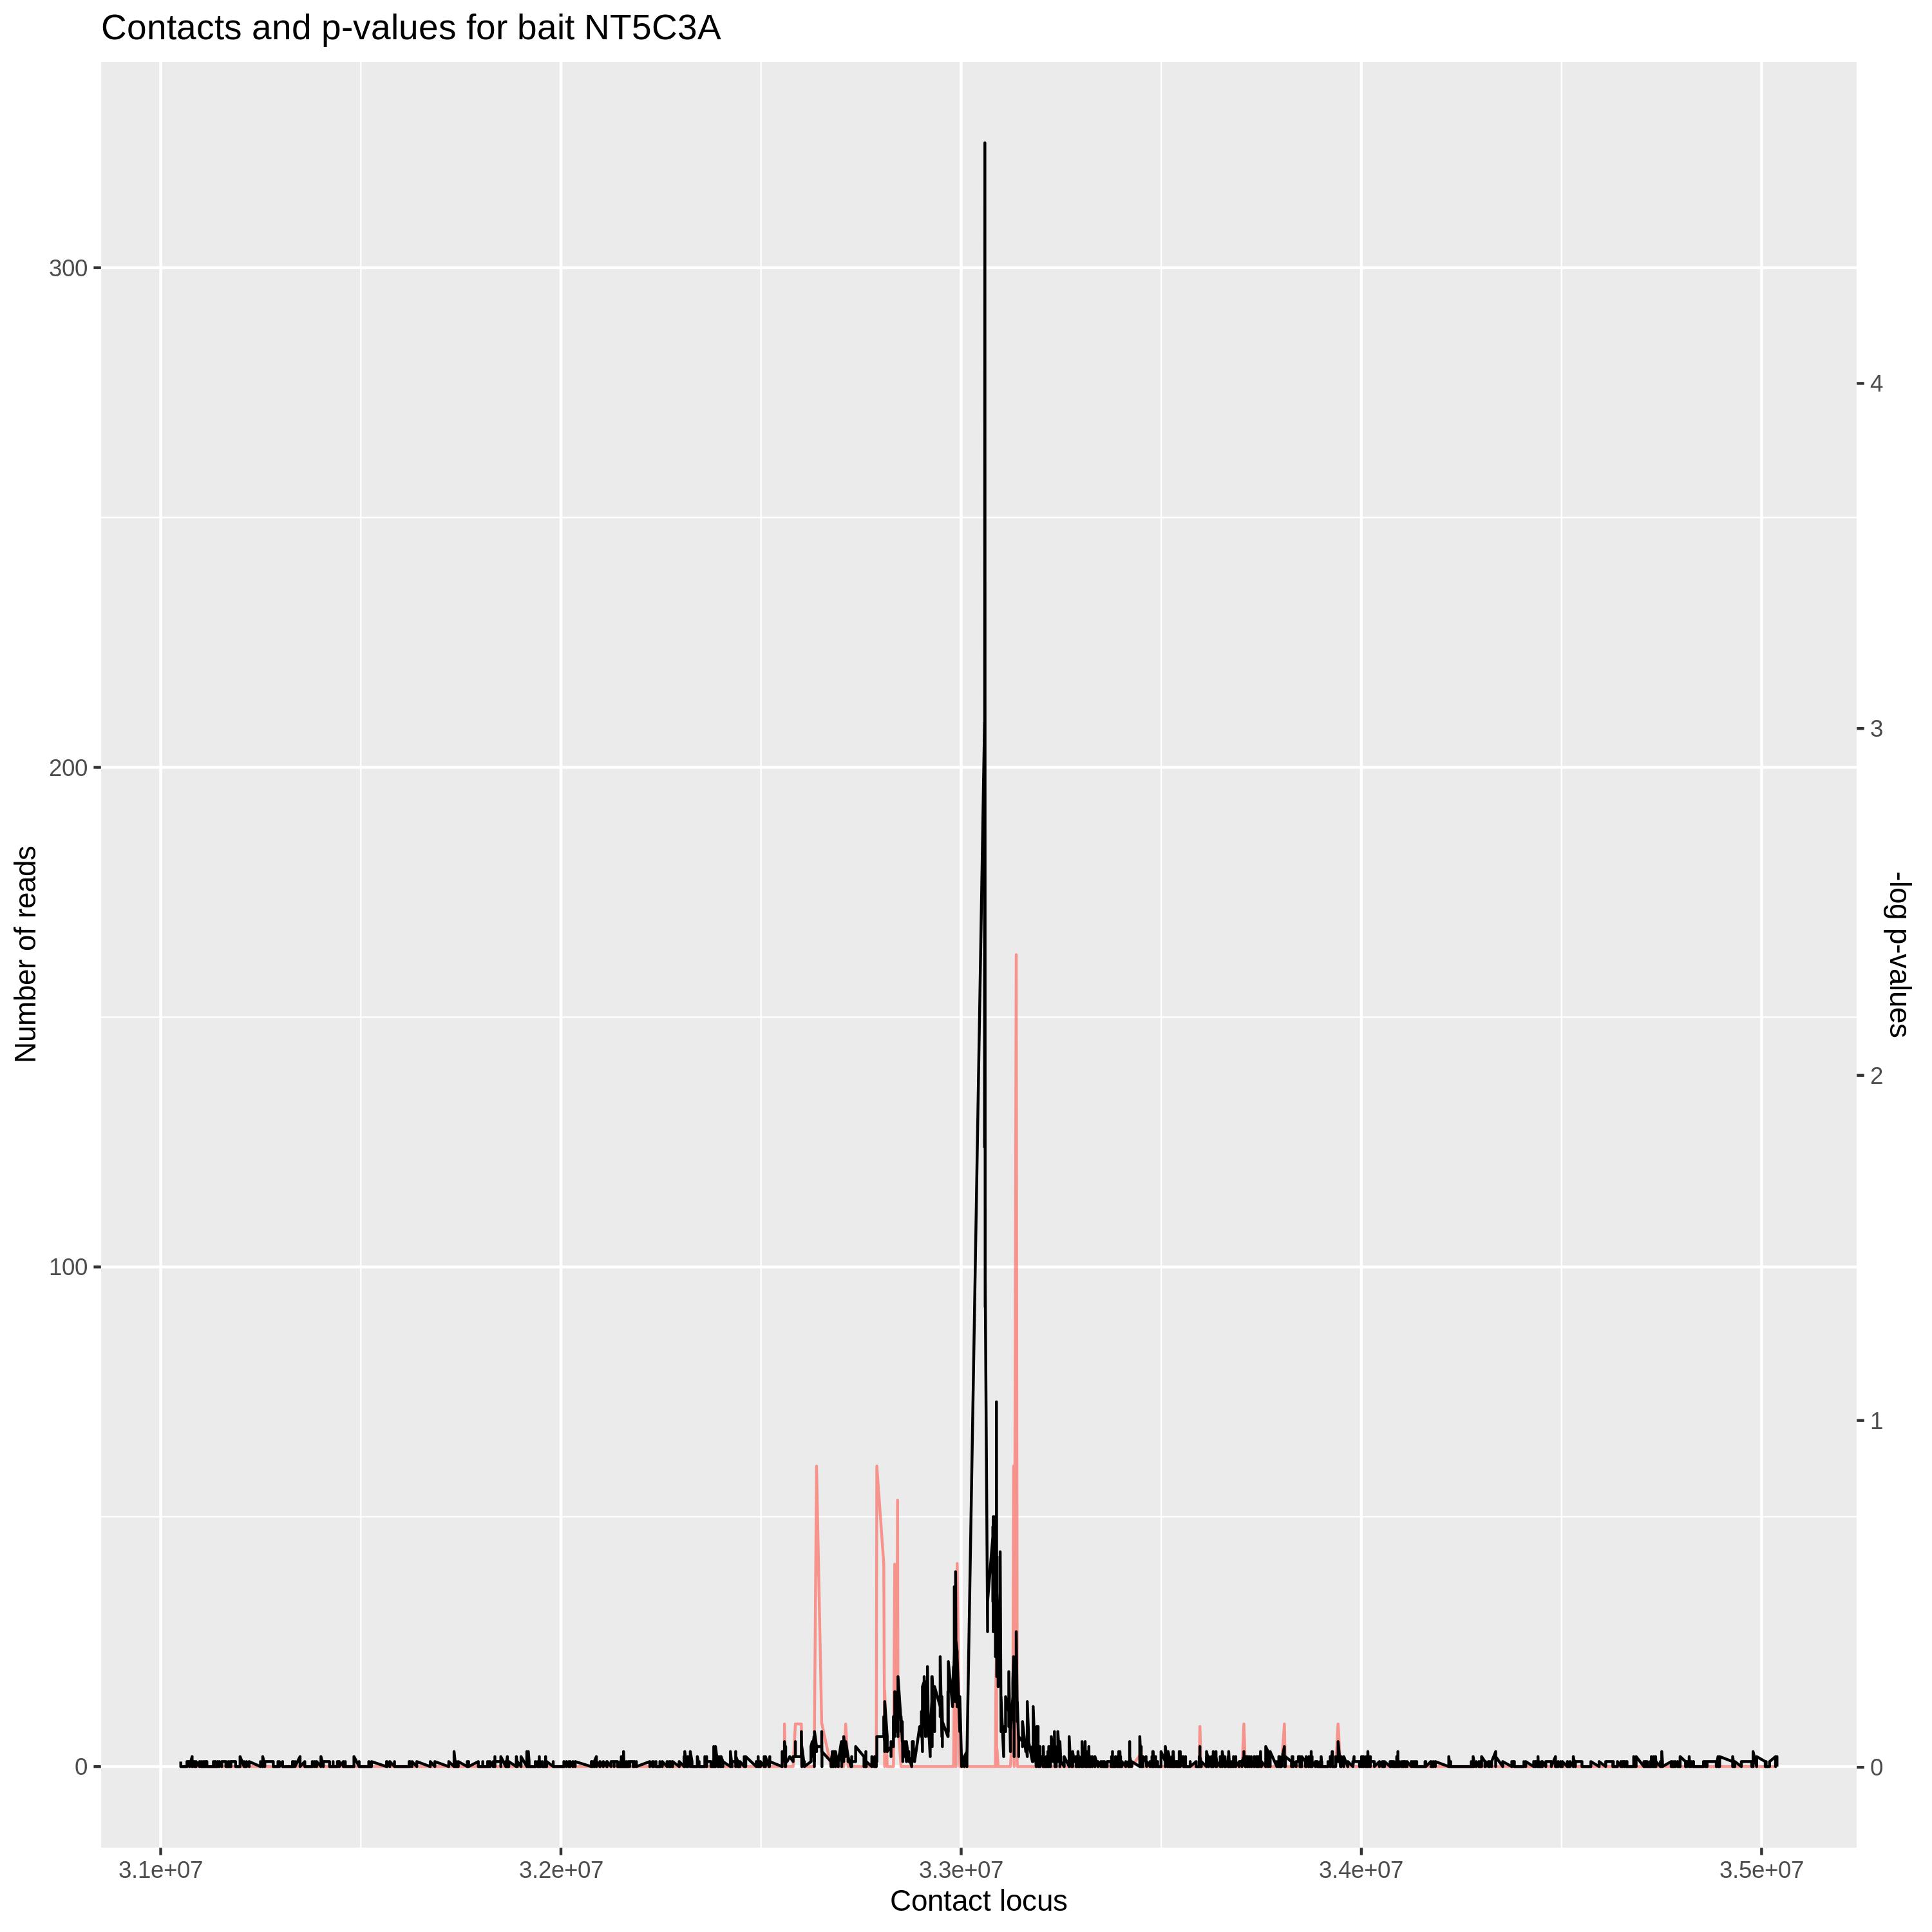 Contacts and p-values for bait NT5C3A
300
200
100
0
Number of reads
4
3
2
1
0
-log p-values
3.1e+07
3.2e+07
3.3e+07
3.4e+07
3.5e+07
Contact locus